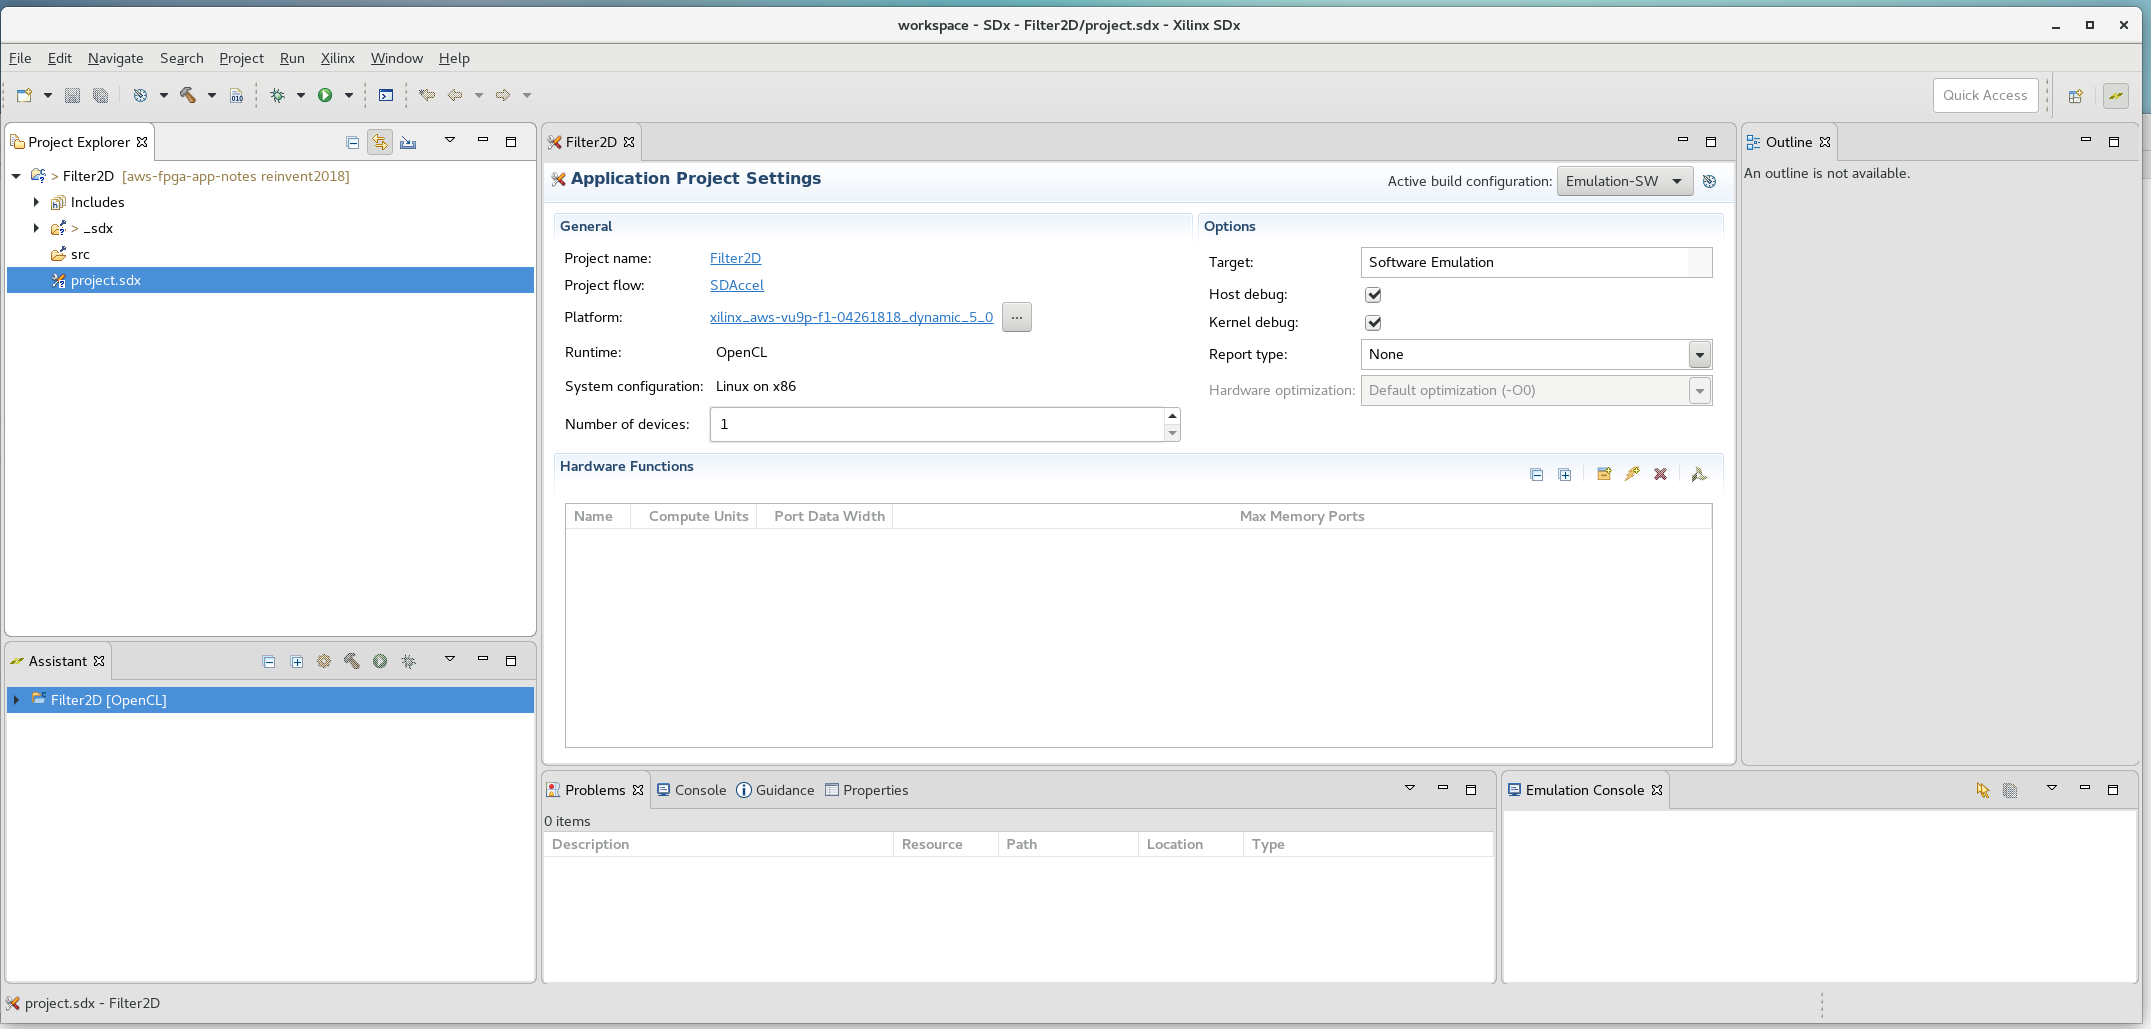 workspace - SDx - Filter2D/project.sdx - Xilinx SDx
File Edit Navigate Search Project Run Xilinx Window Help
Quick Access
Project Explorer
> Filter2D [aws-fpga-app-notes reinvent2018]
Includes
> _sdx
src
project.sdx
Filter2D
Application Project Settings
Active build configuration: Emulation-SW
General
Project name: Filter2D
Project flow: SDAccel
Platform: xilinx_aws-vu9p-f1-04261818_dynamic_5_0 ...
Runtime: OpenCL
System configuration: Linux on x86
Number of devices: 1
Options
Target: Software Emulation
Host debug:
Kernel debug:
Report type: None
Hardware optimization: Default optimization (-O0)
Hardware Functions
Name Compute Units Port Data Width Max Memory Ports
Outline
An outline is not available.
Assistant
Filter2D [OpenCL]
Problems Console Guidance Properties
0 items
Description Resource Path Location Type
Emulation Console
project.sdx - Filter2D